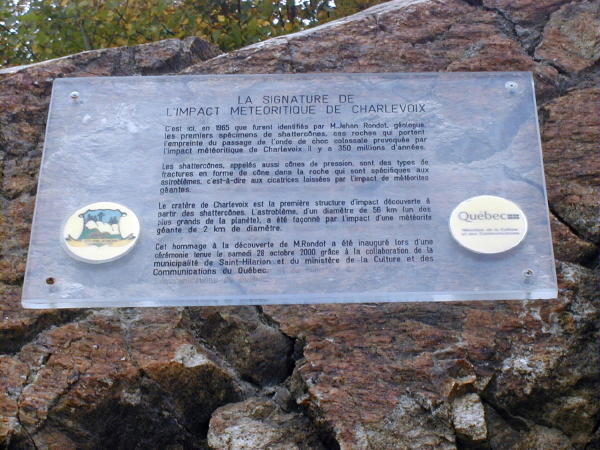 LA SIGNATURE DE
L'IMPACT MÉTÉORITIQUE DE CHARLEVOIX
C'est ici, en 1965 que furent identifiés par M.Jehan Rondot, géologue,
les premiers spécimens de shattercônes, ces roches qui portent
l'empreinte du passage de l'onde de choc colossale provoquée par
l'impact météoritique de Charlevoix il y a 350 millions d'années.
Les shattercônes, appelés aussi cônes de pression, sont des types de
fractures en forme de cône dans la roche qui sont spécifiques aux
astroblèmes, c'est-à-dire aux cicatrices laissées par l'impact de météorites
géantes.
Le cratère de Charlevoix est la première structure d'impact découverte à
partir des shattercônes. L'astroblème, d'un diamètre de 56 km (un des
plus grands de la planète), a été façonné par l'impact d'une météorite
géante de 2 km de diamètre.
Cet hommage à la découverte de M.Rondot a été inauguré lors d'une
cérémonie tenue le samedi 28 octobre 2000 grâce à la collaboration de la
municipalité de Saint-Hilarion et du ministère de la Culture et des
Communications du Québec.
Québec
Ministère de la Culture
et des Communications